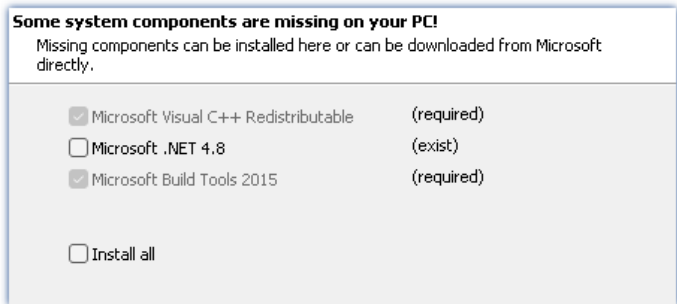 Some system components are missing on your PC!
Missing components can be installed here or can be downloaded from Microsoft
directly.
Microsoft Visual C++ Redistributable (required)
Microsoft .NET 4.8 (exist)
Microsoft Build Tools 2015 (required)
Install all